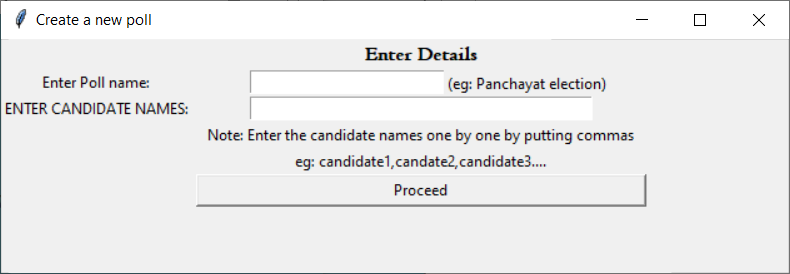 Create a new poll
Enter Details
Enter Poll name: (eg: Panchayat election)
ENTER CANDIDATE NAMES:
Note: Enter the candidate names one by one by putting commas
eg: candidate1,candate2,candidate3....
Proceed